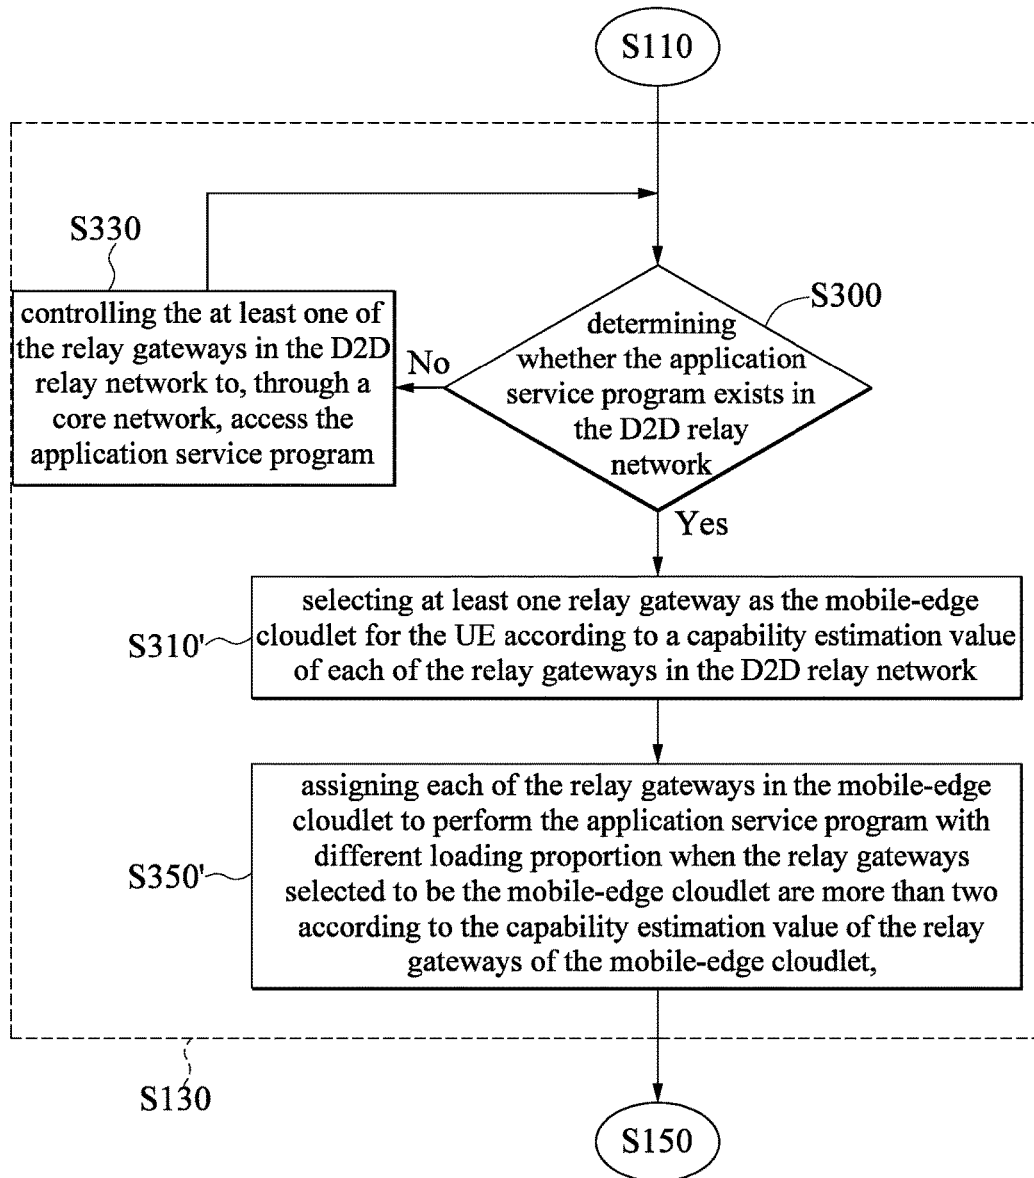 S110
S330
controlling the at least one of
the relay gateways in the D2D
relay network to, through a
core network, access the
application service program
No
S300
determining
whether the application
service program exists in
the D2D relay
network
Yes
S310'
selecting at least one relay gateway as the mobile-edge
cloudlet for the UE according to a capability estimation value
of each of the relay gateways in the D2D relay network
S350'
assigning each of the relay gateways in the mobile-edge
cloudlet to perform the application service program with
different loading proportion when the relay gateways
selected to be the mobile-edge cloudlet are more than two
according to the capability estimation value of the relay
gateways of the mobile-edge cloudlet,
S130
S150